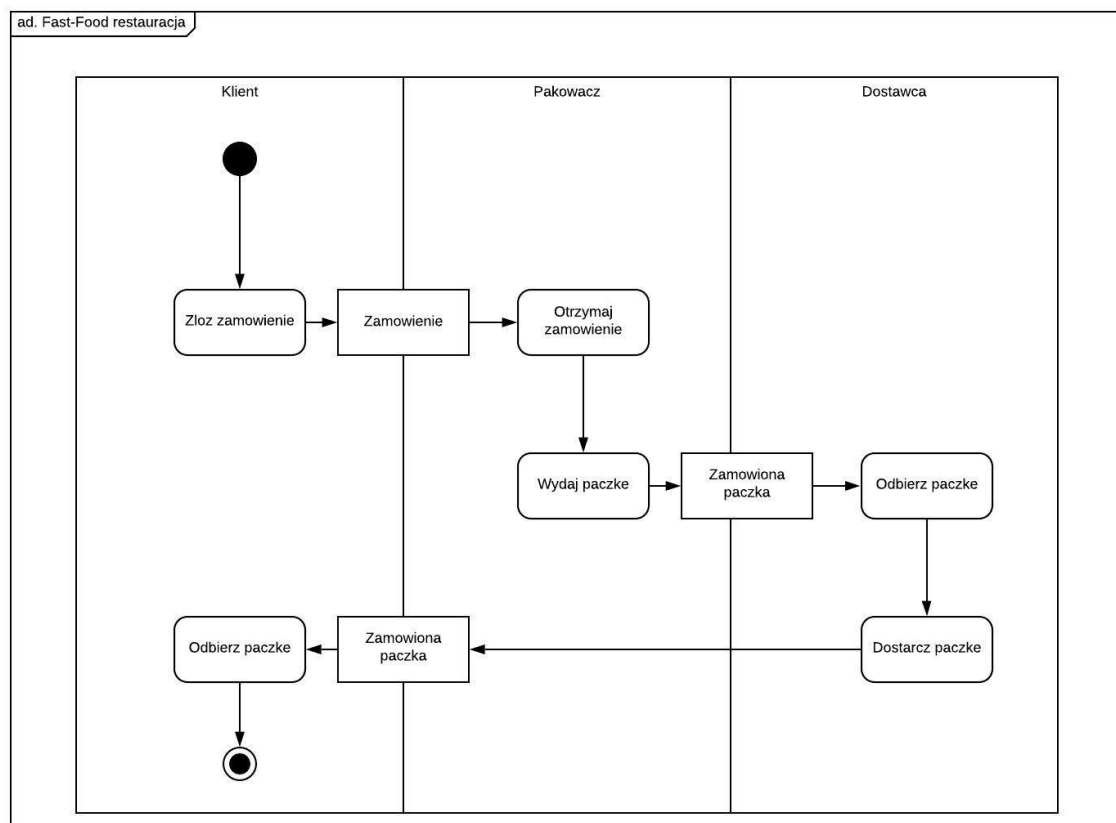 ad. Fast-Food restauracja
Klient
Pakowacz
Dostawca
Zloz zamowienie
Zamowienie
Otrzymaj
zamowienie
Wydaj paczke
Zamowiona
paczka
Odbierz paczke
Odbierz paczke
Zamowiona
paczka
Dostarcz paczke